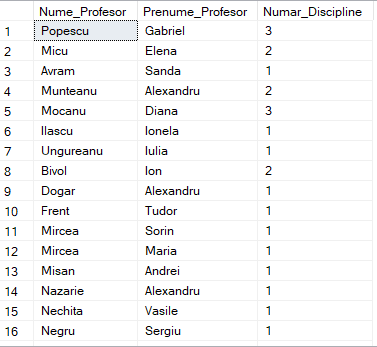 Nume_Profesor Prenume_Profesor Numar_Discipline
1 Popescu Gabriel 3
2 Micu Elena 2
3 Avram Sanda 1
4 Munteanu Alexandru 2
5 Mocanu Diana 3
6 Ilascu Ionela 1
7 Ungureanu Iulia 1
8 Bivol Ion 2
9 Dogar Alexandru 1
10 Frent Tudor 1
11 Mircea Sorin 1
12 Mircea Maria 1
13 Misan Andrei 1
14 Nazarie Alexandru 1
15 Nechita Vasile 1
16 Negru Sergiu 1